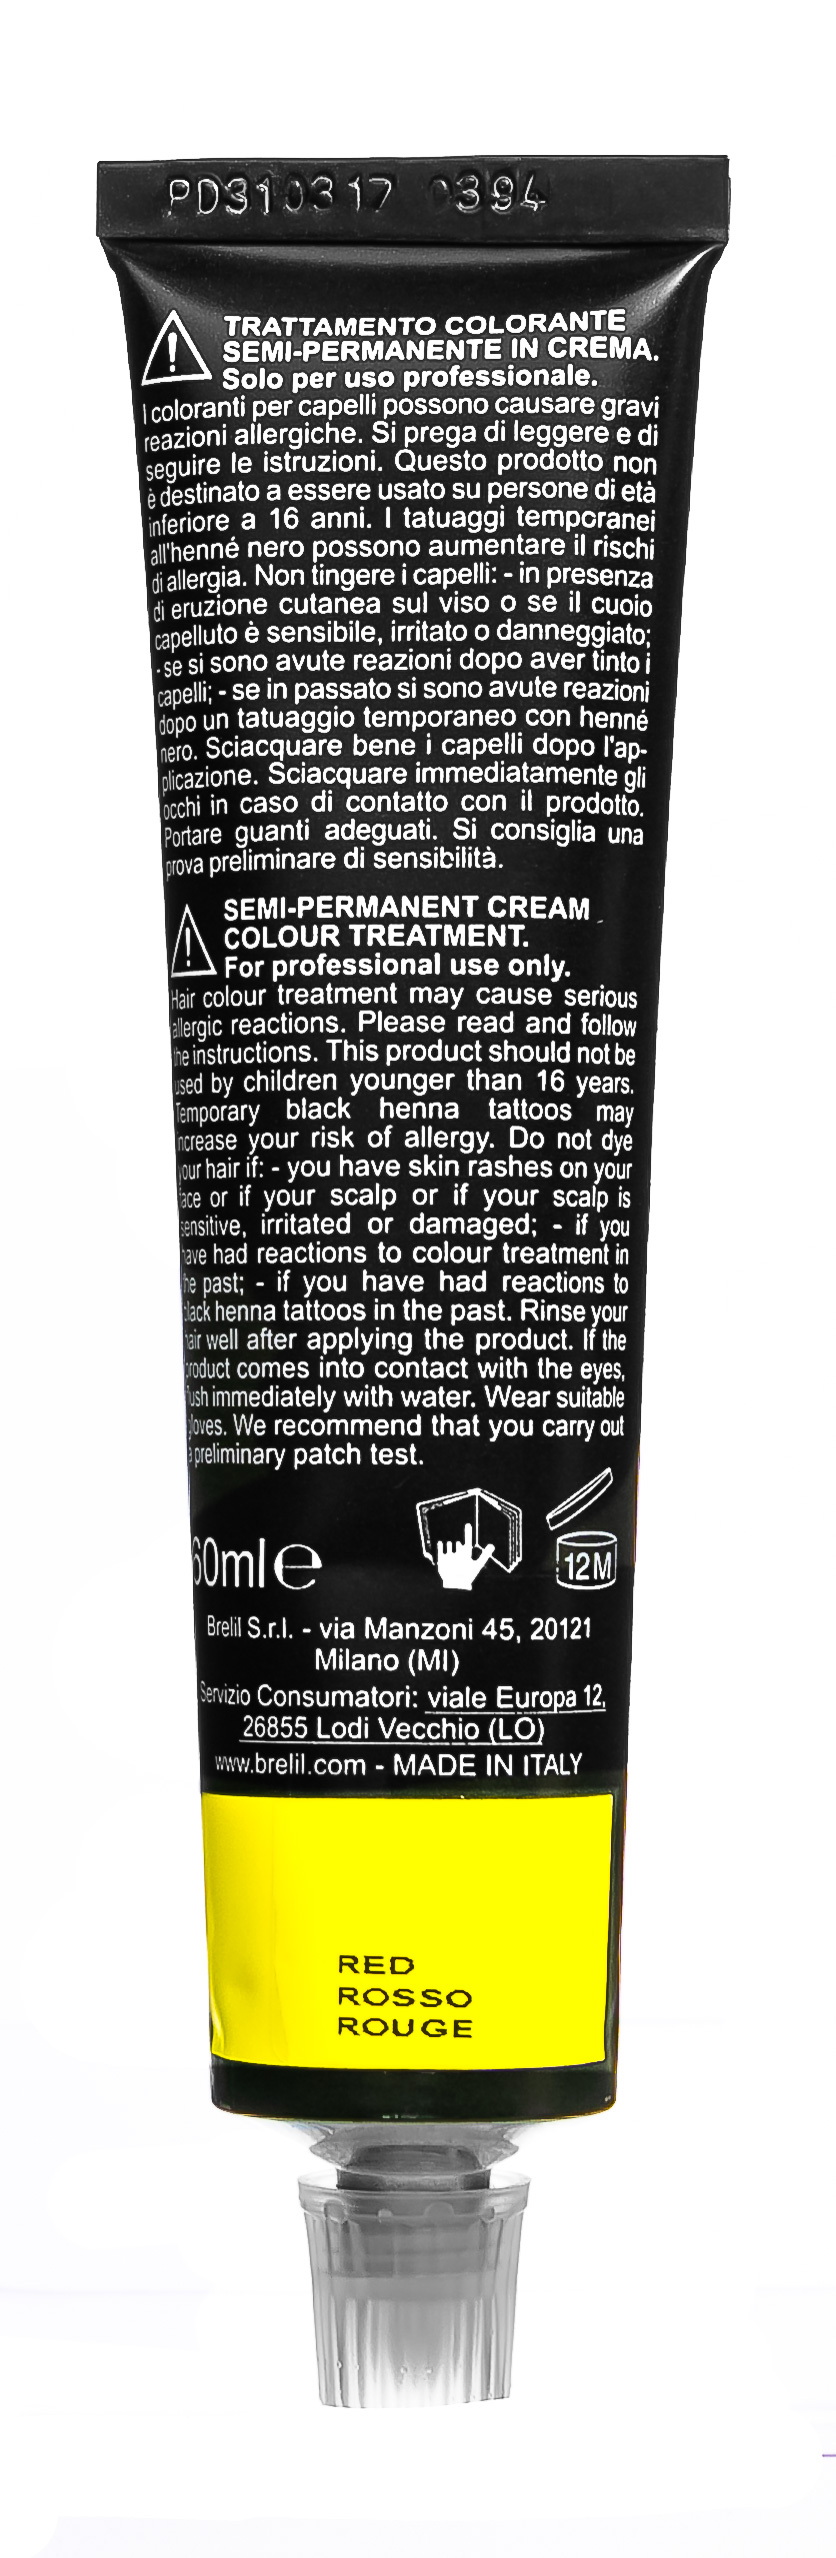 PD310317 0394
TRATTAMENTO COLORANTE
SEMI-PERMANENTE IN CREMA.
Solo per uso professionale.
I coloranti per capelli possono causare gravi
reazioni allergiche. Si prega di leggere e di
seguire le istruzioni. Questo prodotto non
è destinato a essere usato su persone di età
inferiore a 16 anni. I tatuaggi temporanei
all'henné nero possono aumentare il rischi
di allergia. Non tingere i capelli: - in presenza
di eruzione cutanea sul viso o se il cuoio
capelluto è sensibile, irritato o danneggiato;
- se si sono avute reazioni dopo aver tinto i
capelli; - se in passato si sono avute reazioni
dopo un tatuaggio temporaneo con henné
nero. Sciacquare bene i capelli dopo l'ap-
plicazione. Sciacquare immediatamente gli
occhi in caso di contatto con il prodotto.
Portare guanti adeguati. Si consiglia una
prova preliminare di sensibilità.
SEMI-PERMANENT CREAM
COLOUR TREATMENT.
For professional use only.
Hair colour treatment may cause serious
allergic reactions. Please read and follow
the instructions. This product should not be
used by children younger than 16 years.
Temporary black henna tattoos may
increase your risk of allergy. Do not dye
your hair if: - you have skin rashes on your
face or if your scalp or if your scalp is
sensitive, irritated or damaged; - if you
have had reactions to colour treatment in
the past; - if you have had reactions to
black henna tattoos in the past. Rinse your
hair well after applying the product. If the
product comes into contact with the eyes,
flush immediately with water. Wear suitable
gloves. We recommend that you carry out
a preliminary patch test.
60ml e
12M
Brelil S.r.l. - via Manzoni 45, 20121
Milano (MI)
Servizio Consumatori: viale Europa 12,
26855 Lodi Vecchio (LO)
www.brelil.com - MADE IN ITALY
RED
ROSSO
ROUGE